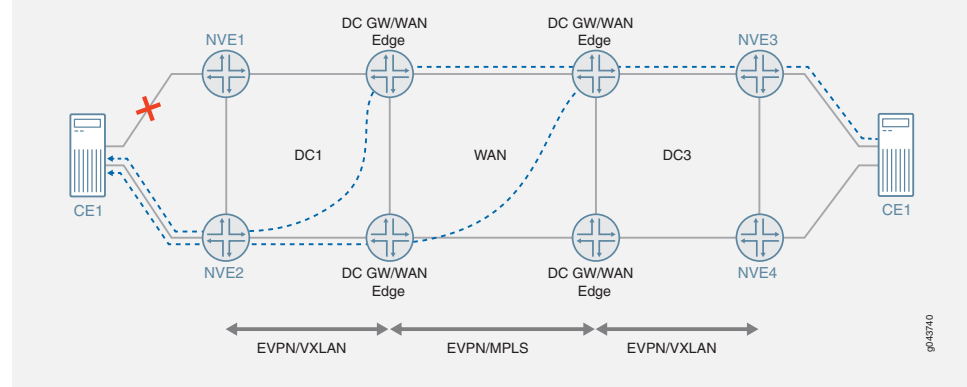 DC GW/WAN
Edge
DC GW/WAN
Edge
NVE1
NVE3
DC1
WAN
DC3
CE1
CE1
NVE2
DC GW/WAN
Edge
DC GW/WAN
Edge
NVE4
EVPN/VXLAN
EVPN/MPLS
EVPN/VXLAN
g043740